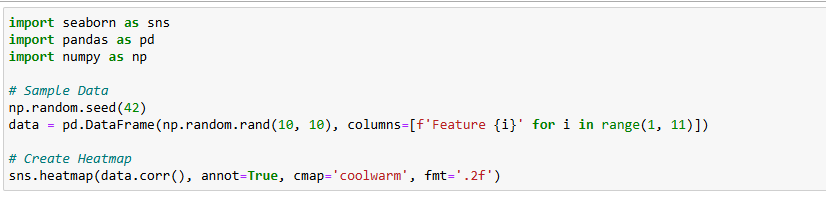 import seaborn as sns
import pandas as pd
import numpy as np
# Sample Data
np.random.seed(42)
data = pd.DataFrame(np.random.rand(10, 10), columns=[f'Feature {i}' for i in range(1, 11)])
# Create Heatmap
sns.heatmap(data.corr(), annot=True, cmap='coolwarm', fmt='.2f')